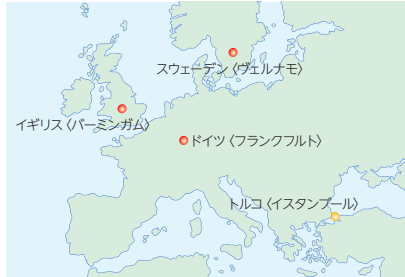 スウェーデン〈ヴェルナモ〉
イギリス〈バーミンガム〉
ドイツ〈フランクフルト〉
トルコ〈イスタンブール〉